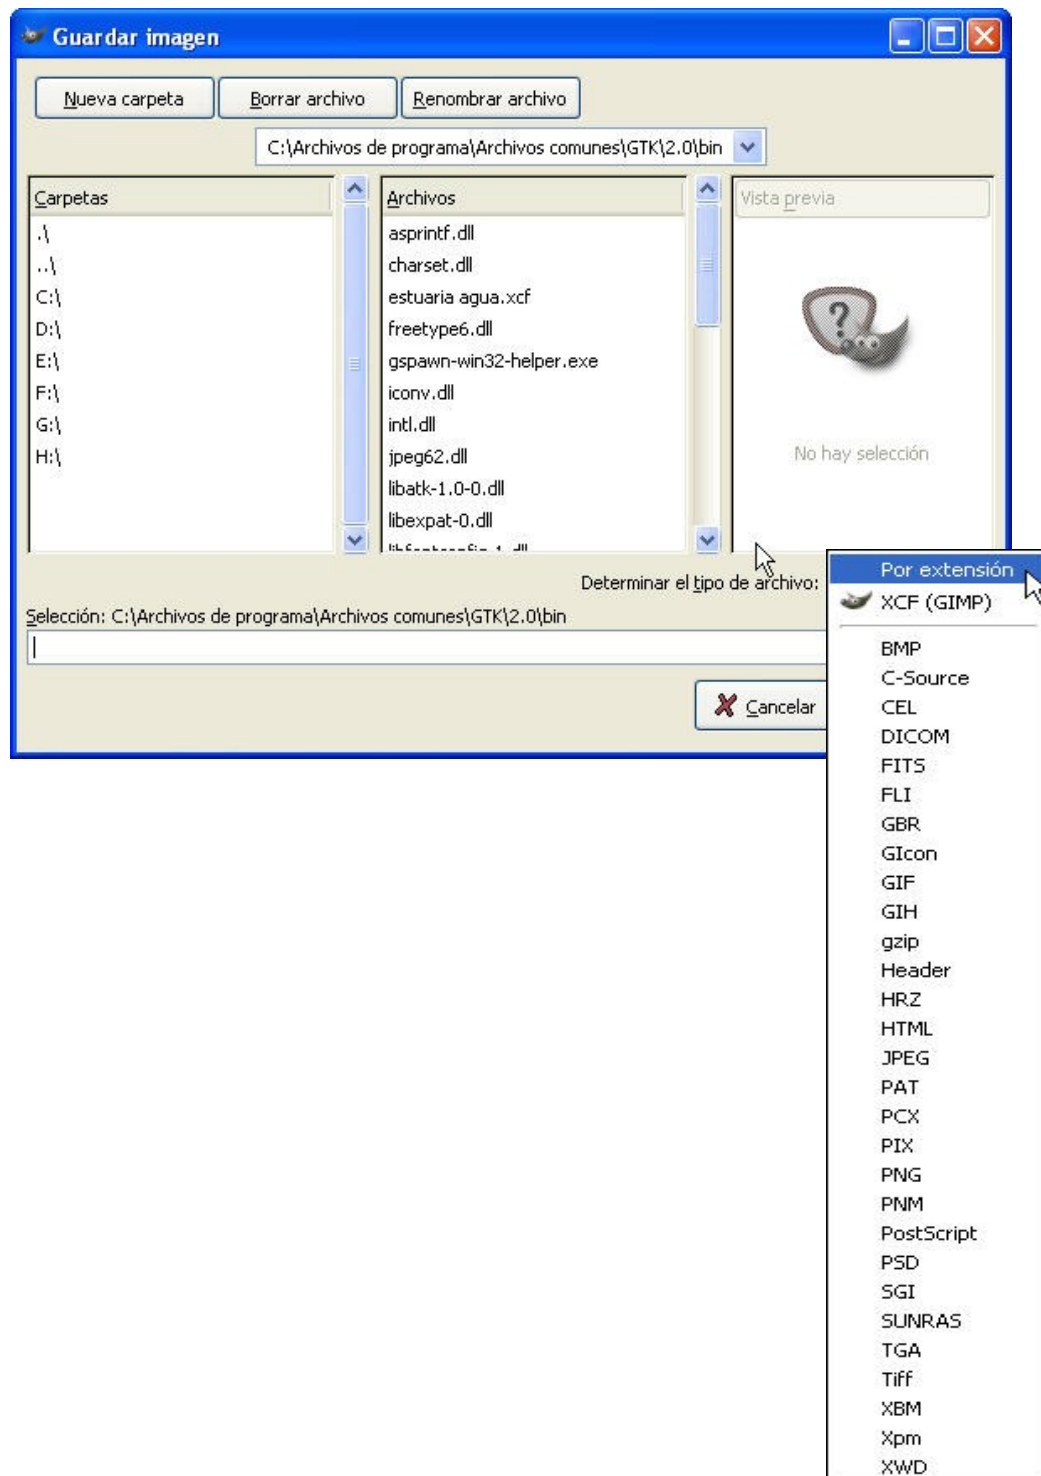 Guardar imagen
Nueva carpeta
Borrar archivo
Renombrar archivo
C:\Archivos de programa\Archivos comunes\GTK\2.0\bin
Carpetas
.\
..\
C:\
D:\
E:\
F:\
G:\
H:\
Archivos
asprintf.dll
charset.dll
estuaria agua.xcf
freetype6.dll
gspawn-win32-helper.exe
iconv.dll
intl.dll
jpeg62.dll
libatk-1.0-0.dll
libexpat-0.dll
libfontconfig-1.dll
Vista previa
No hay selección
Determinar el tipo de archivo:
Selección: C:\Archivos de programa\Archivos comunes\GTK\2.0\bin
Cancelar
Por extensión
XCF (GIMP)
BMP
C-Source
CEL
DICOM
FITS
FLI
GBR
GIcon
GIF
GIH
gzip
Header
HRZ
HTML
JPEG
PAT
PCX
PIX
PNG
PNM
PostScript
PSD
SGI
SUNRAS
TGA
Tiff
XBM
Xpm
XWD